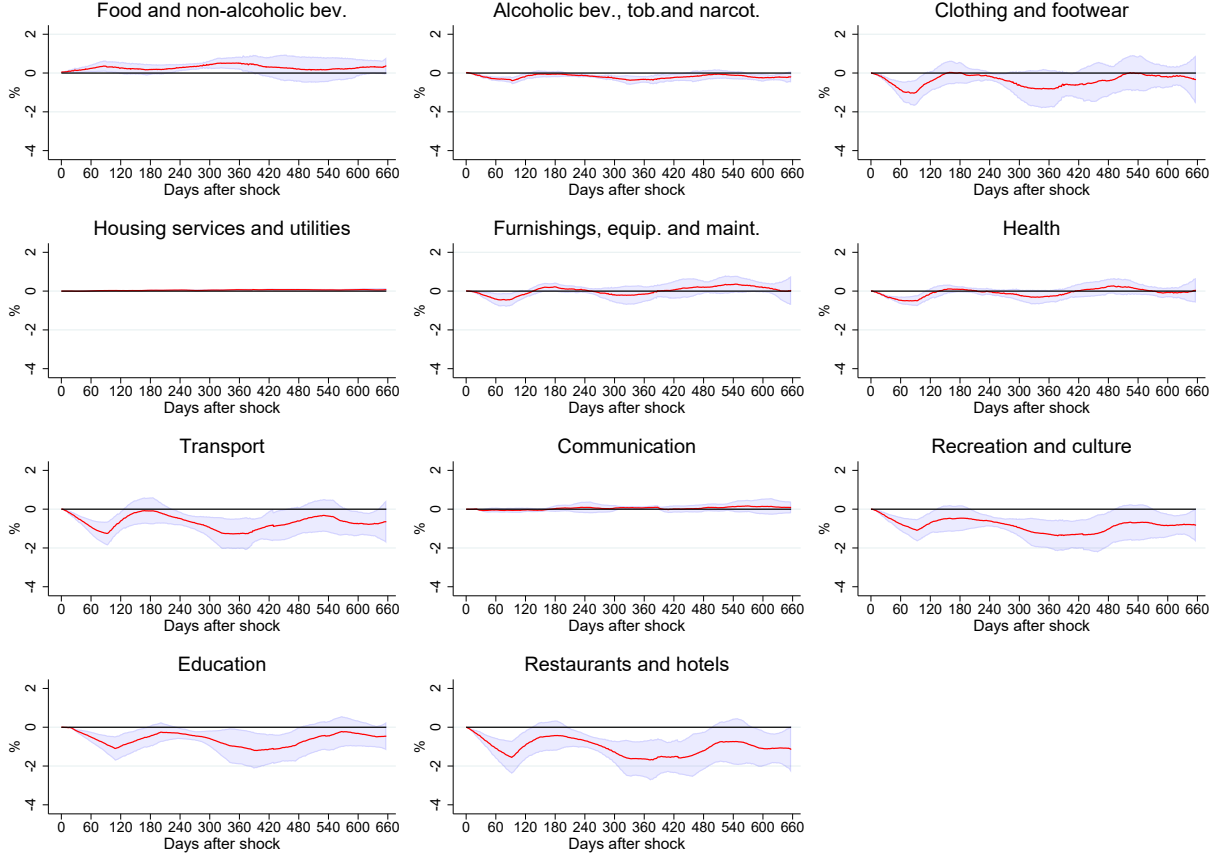 Food and non-alcoholic bev.
2
0
-2
-4
%
0 60 120 180 240 300 360 420 480 540 600 660
Days after shock
Alcoholic bev., tob.and narcot.
2
0
-2
-4
%
0 60 120 180 240 300 360 420 480 540 600 660
Days after shock
Clothing and footwear
2
0
-2
-4
%
0 60 120 180 240 300 360 420 480 540 600 660
Days after shock
Housing services and utilities
2
0
-2
-4
%
0 60 120 180 240 300 360 420 480 540 600 660
Days after shock
Furnishings, equip. and maint.
2
0
-2
-4
%
0 60 120 180 240 300 360 420 480 540 600 660
Days after shock
Health
2
0
-2
-4
%
0 60 120 180 240 300 360 420 480 540 600 660
Days after shock
Transport
2
0
-2
-4
%
0 60 120 180 240 300 360 420 480 540 600 660
Days after shock
Communication
2
0
-2
-4
%
0 60 120 180 240 300 360 420 480 540 600 660
Days after shock
Recreation and culture
2
0
-2
-4
%
0 60 120 180 240 300 360 420 480 540 600 660
Days after shock
Education
2
0
-2
-4
%
0 60 120 180 240 300 360 420 480 540 600 660
Days after shock
Restaurants and hotels
2
0
-2
-4
%
0 60 120 180 240 300 360 420 480 540 600 660
Days after shock